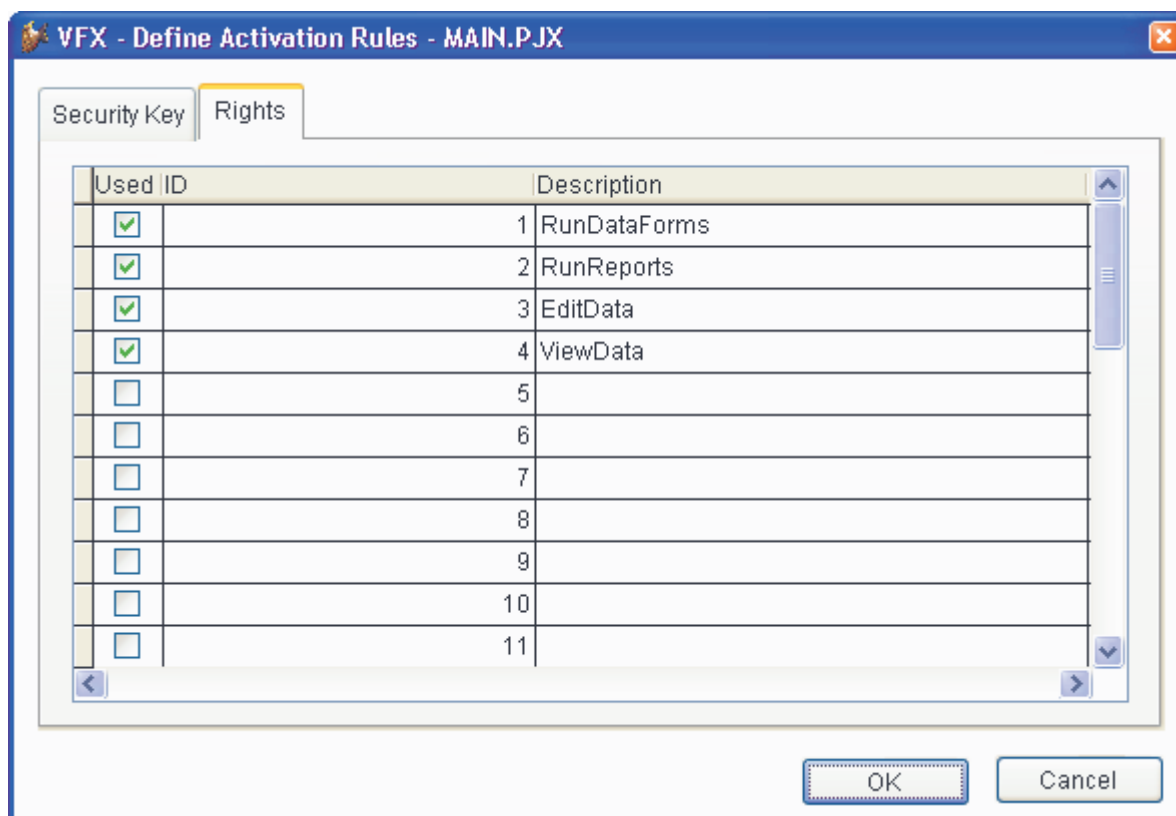 VFX - Define Activation Rules - MAIN.PJX
Security Key Rights
Used ID Description
1 RunDataForms
2 RunReports
3 EditData
4 ViewData
5
6
7
8
9
10
11
OK Cancel